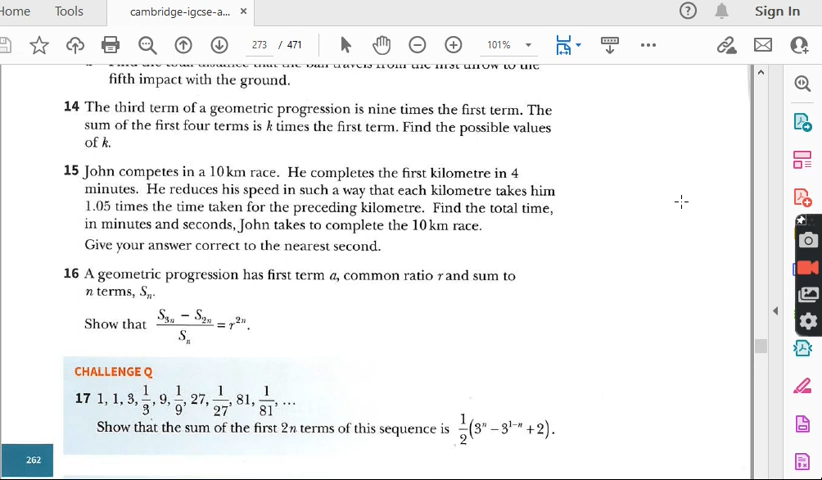 Home Tools cambridge-igcse-a... × Sign In
273 / 471 101%
fifth impact with the ground.
14 The third term of a geometric progression is nine times the first term. The
sum of the first four terms is k times the first term. Find the possible values
of k.
15 John competes in a 10 km race. He completes the first kilometre in 4
minutes. He reduces his speed in such a way that each kilometre takes him
1.05 times the time taken for the preceding kilometre. Find the total time,
in minutes and seconds, John takes to complete the 10 km race.
Give your answer correct to the nearest second.
16 A geometric progression has first term a, common ratio r and sum to
n terms, Sₙ.
Show that (S₃ₙ − S₂ₙ)/Sₙ = r²ⁿ.
CHALLENGE Q
17 1, 1, 3, 1/3, 9, 1/9, 27, 1/27, 81, 1/81, ...
Show that the sum of the first 2n terms of this sequence is 1/2(3ⁿ − 3¹⁻ⁿ + 2).
262